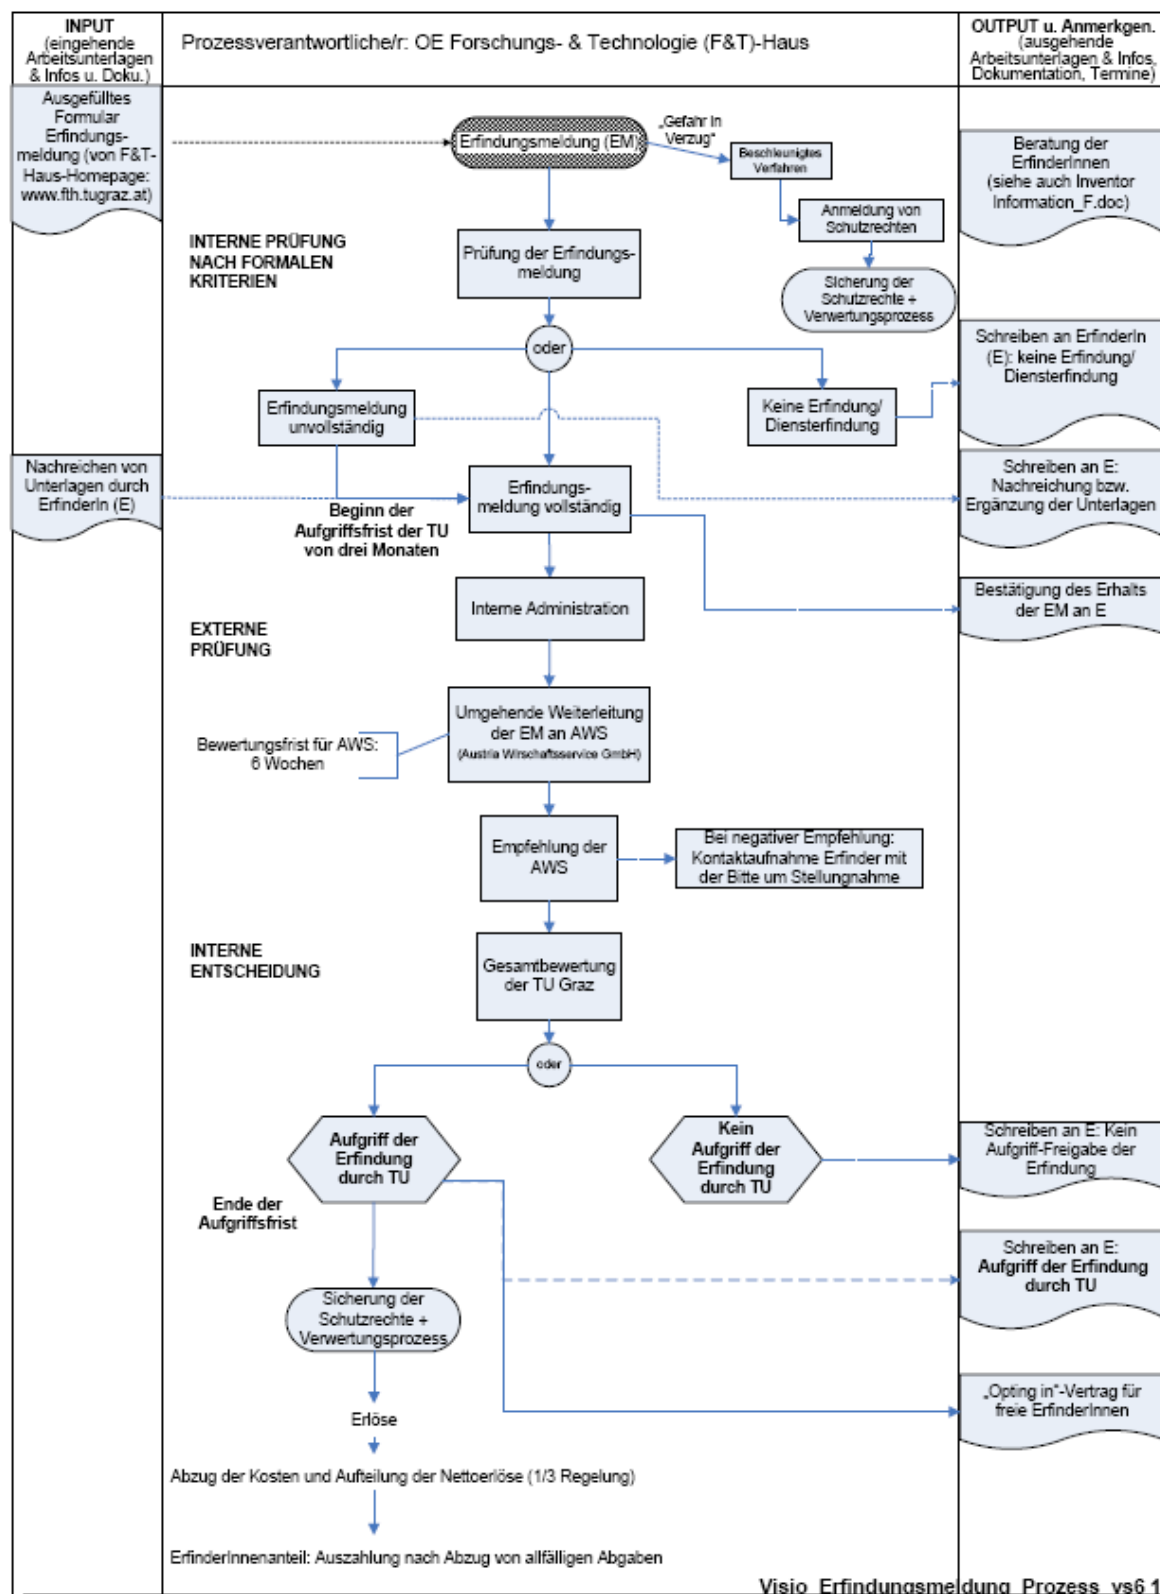 INPUT
(eingehende
Arbeitsunterlagen
& Infos u. Doku.)
Prozessverantwortliche/r: OE Forschungs- & Technologie (F&T)-Haus
OUTPUT u. Anmerkgen.
(ausgehende
Arbeitsunterlagen & Infos,
Dokumentation, Termine)
Ausgefülltes
Formular
Erfindungs-
meldung (von F&T-
Haus-Homepage:
www.fth.tugraz.at)
Erfindungsmeldung (EM)
„Gefahr in
Verzug“
Beschleunigtes
Verfahren
Anmeldung von
Schutzrechten
Sicherung der
Schutzrechte +
Verwertungsprozess
Beratung der
ErfinderInnen
(siehe auch Inventor
Information_F.doc)
INTERNE PRÜFUNG
NACH FORMALEN
KRITERIEN
Prüfung der Erfindungs-
meldung
oder
Schreiben an ErfinderIn
(E): keine Erfindung/
Diensterfindung
Erfindungsmeldung
unvollständig
Keine Erfindung/
Diensterfindung
Nachreichen von
Unterlagen durch
ErfinderIn (E)
Erfindungs-
meldung vollständig
Schreiben an E:
Nachreichung bzw.
Ergänzung der Unterlagen
Beginn der
Aufgriffsfrist der TU
von drei Monaten
Interne Administration
Bestätigung des Erhalts
der EM an E
EXTERNE
PRÜFUNG
Umgehende Weiterleitung
der EM an AWS
(Austria Wirschaftsservice GmbH)
Bewertungsfrist für AWS:
6 Wochen
Empfehlung der
AWS
Bei negativer Empfehlung:
Kontaktaufnahme Erfinder mit
der Bitte um Stellungnahme
INTERNE
ENTSCHEIDUNG
Gesamtbewertung
der TU Graz
oder
Aufgriff der
Erfindung
durch TU
Kein
Aufgriff der
Erfindung
durch TU
Schreiben an E: Kein
Aufgriff-Freigabe der
Erfindung
Ende der
Aufgriffsfrist
Schreiben an E:
Aufgriff der Erfindung
durch TU
Sicherung der
Schutzrechte +
Verwertungsprozess
„Opting in“-Vertrag für
freie ErfinderInnen
Erlöse
Abzug der Kosten und Aufteilung der Nettoerlöse (1/3 Regelung)
ErfinderInnenanteil: Auszahlung nach Abzug von allfälligen Abgaben
Visio_Erfindungsmeldung_Prozess_vs6.1